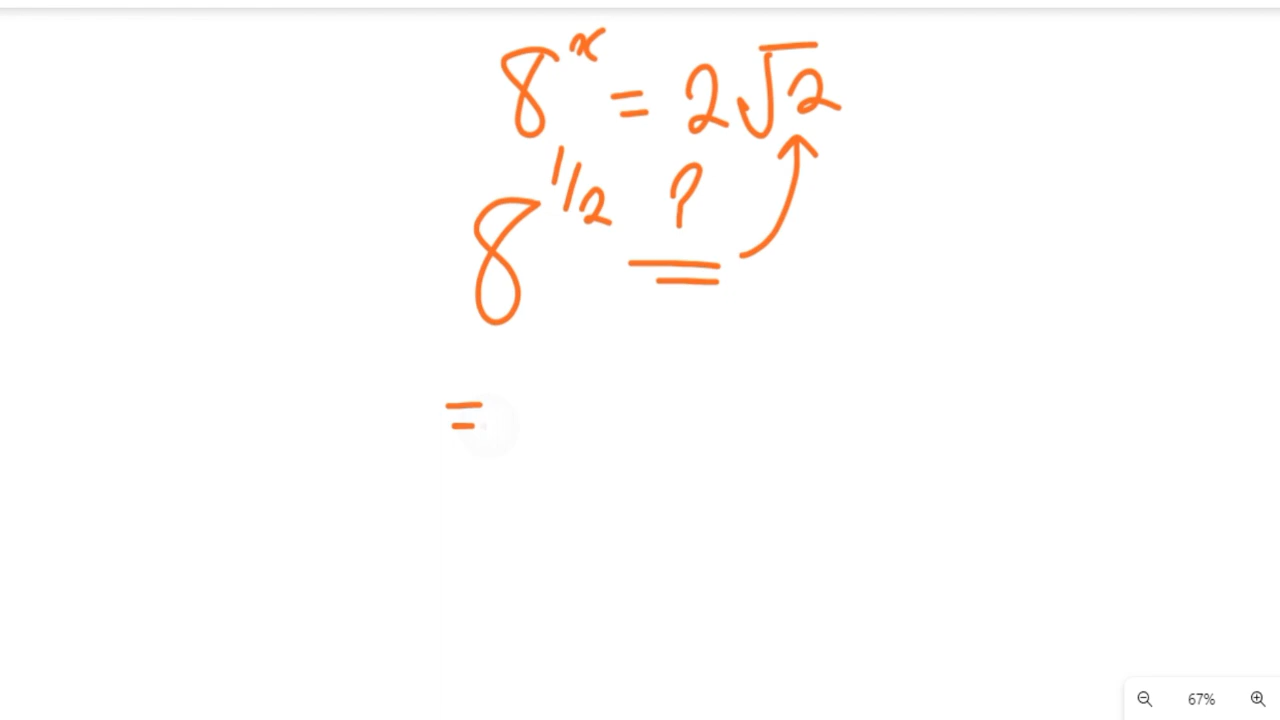 8^x = 2√2
8^1/2 ?
=
=
67%